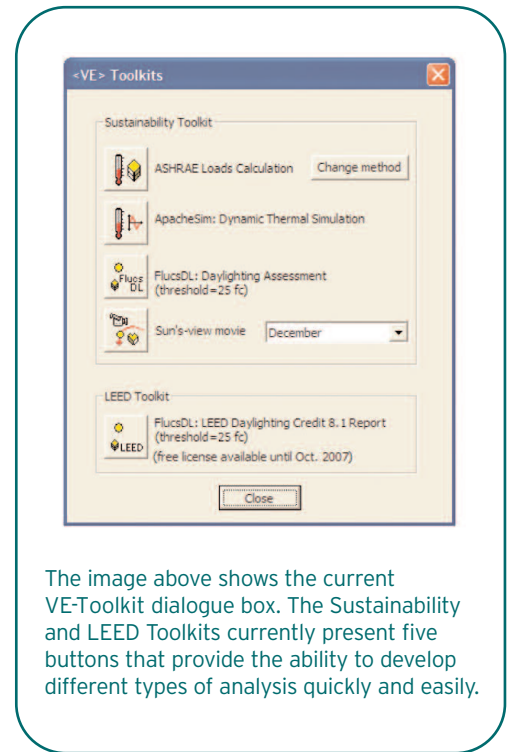 <VE> Toolkits
Sustainability Toolkit
ASHRAE Loads Calculation Change method
ApacheSim: Dynamic Thermal Simulation
Flucs
DL
FlucsDL: Daylighting Assessment
(threshold=25 fc)
Sun's-view movie December
LEED Toolkit
LEED
FlucsDL: LEED Daylighting Credit 8.1 Report
(threshold=25 fc)
(free license available until Oct. 2007)
Close
The image above shows the current
VE-Toolkit dialogue box. The Sustainability
and LEED Toolkits currently present five
buttons that provide the ability to develop
different types of analysis quickly and easily.